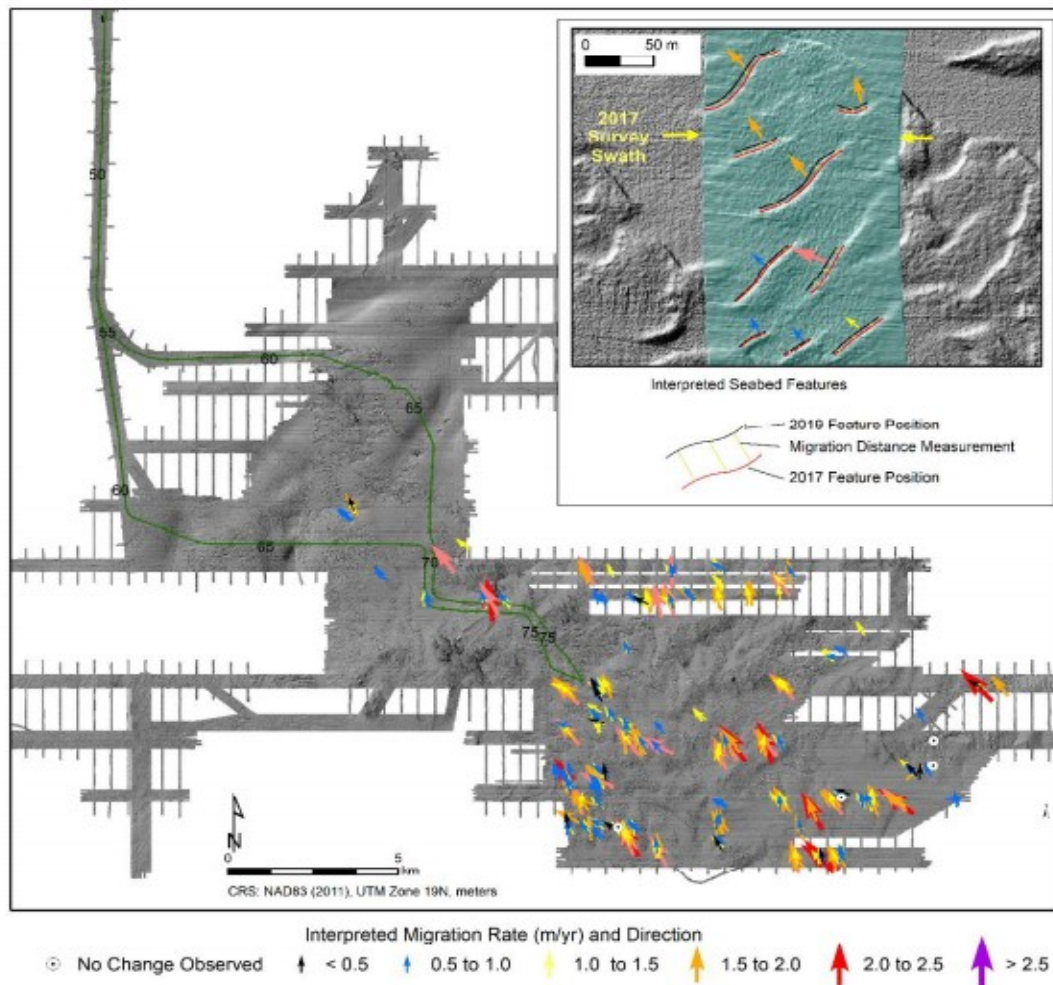 0 50 m
2017
Survey
Swath
Interpreted Seabed Features
2019 Feature Position
Migration Distance Measurement
2017 Feature Position
50
55
60
65
60
65
70
75
75
N
0 5
km
CRS: NAD83 (2011), UTM Zone 19N, meters
Interpreted Migration Rate (m/yr) and Direction
No Change Observed < 0.5 0.5 to 1.0 1.0 to 1.5 1.5 to 2.0 2.0 to 2.5 > 2.5